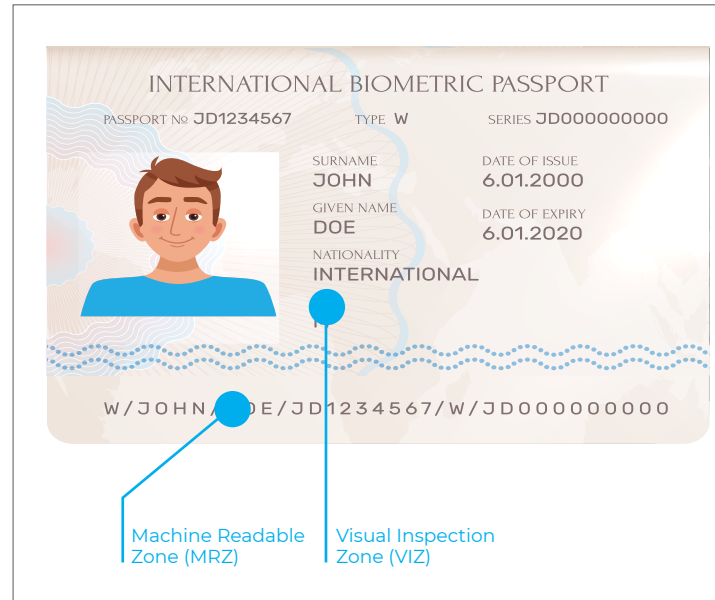 INTERNATIONAL BIOMETRIC PASSPORT
PASSPORT № JD1234567 TYPE W SERIES JD000000000
SURNAME
JOHN
GIVEN NAME
DOE
NATIONALITY
INTERNATIONAL
DATE OF ISSUE
6.01.2000
DATE OF EXPIRY
6.01.2020
W/JOHN/ OE/JD1234567/W/JD000000000
Machine Readable
Zone (MRZ)
Visual Inspection
Zone (VIZ)